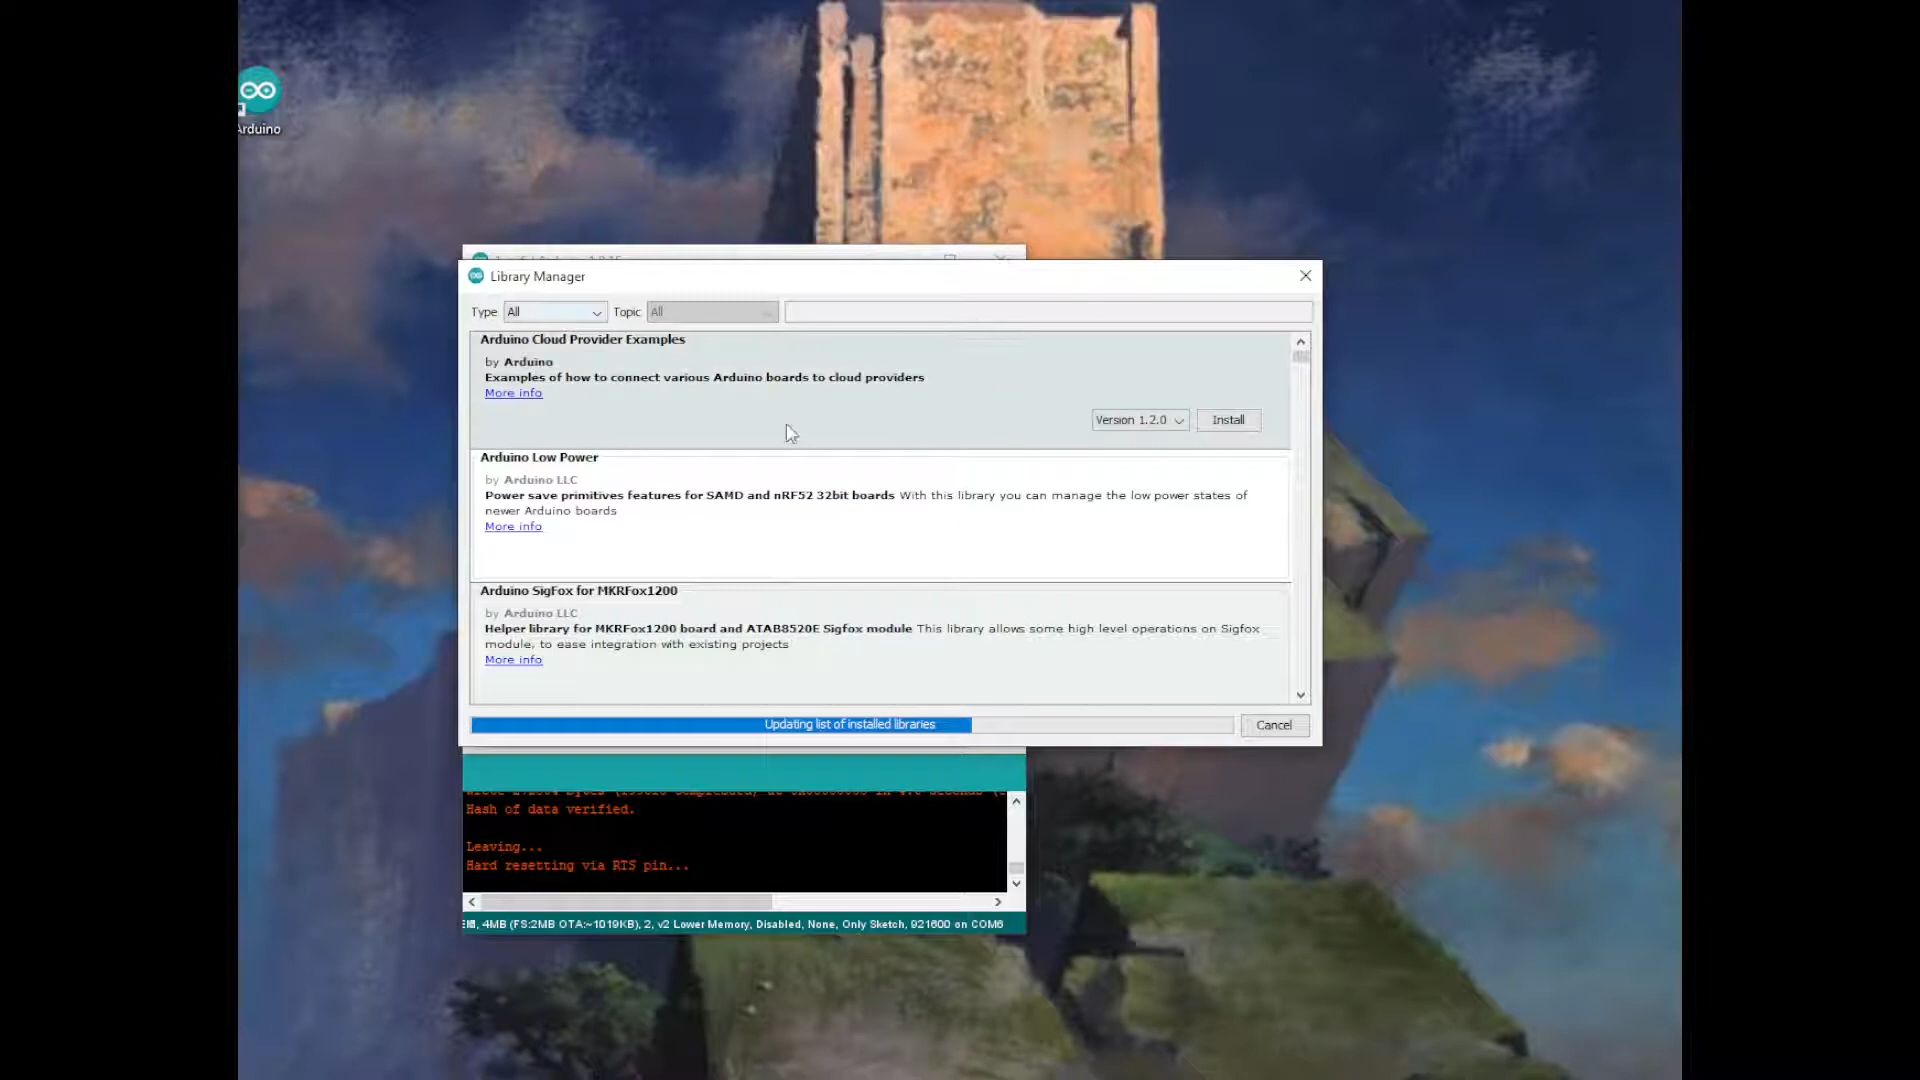 Arduino
Library Manager
Type All Topic All
Arduino Cloud Provider Examples
by Arduino
Examples of how to connect various Arduino boards to cloud providers
More info
Version 1.2.0 Install
Arduino Low Power
by Arduino LLC
Power save primitives features for SAMD and nRF52 32bit boards With this library you can manage the low power states of
newer Arduino boards
More info
Arduino SigFox for MKRFox1200
by Arduino LLC
Helper library for MKRFox1200 board and ATAB8520E Sigfox module This library allows some high level operations on Sigfox
module, to ease integration with existing projects
More info
Updating list of installed libraries
Cancel
Hash of data verified.
Leaving...
Hard resetting via RTS pin...
4MB (FS:2MB OTA:~1019KB), 2, v2 Lower Memory, Disabled, None, Only Sketch, 921600 on COM6